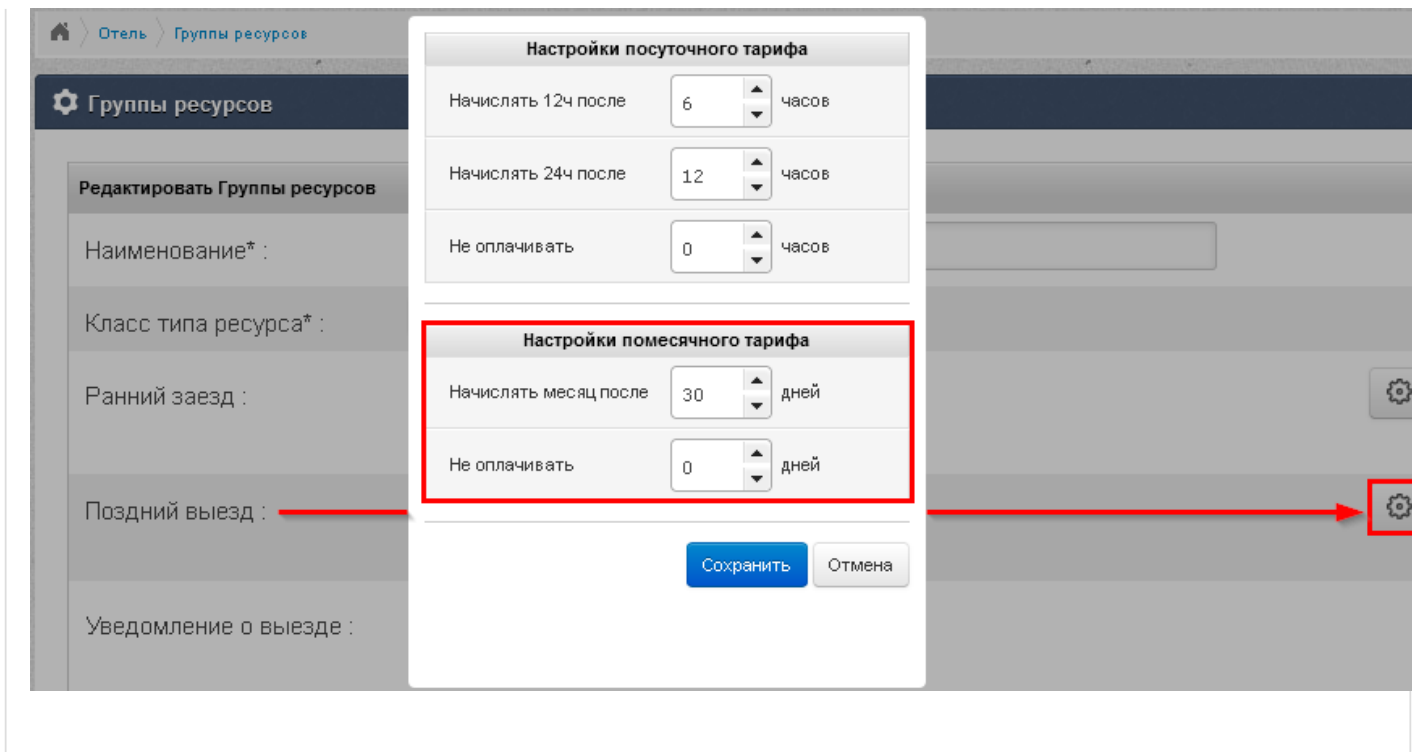 Отель Группы ресурсов
Группы ресурсов
Редактировать Группы ресурсов
Наименование* :
Класс типа ресурса* :
Ранний заезд :
Поздний выезд :
Уведомление о выезде :
Настройки посуточного тарифа
Начислять 12ч после 6 часов
Начислять 24ч после 12 часов
Не оплачивать 0 часов
Настройки помесячного тарифа
Начислять месяц после 30 дней
Не оплачивать 0 дней
Сохранить Отмена